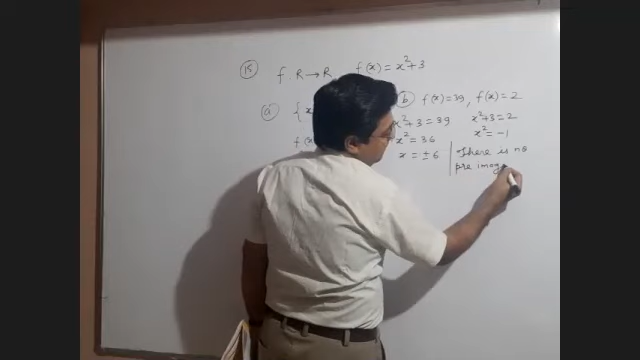 15 f: R→R, f(x) = x²+3
a { x
f(x
b f(x)=39, f(x)=2
x²+3=39 x²+3=2
x²=36 x²=-1
x=±6 There is no
pre imag